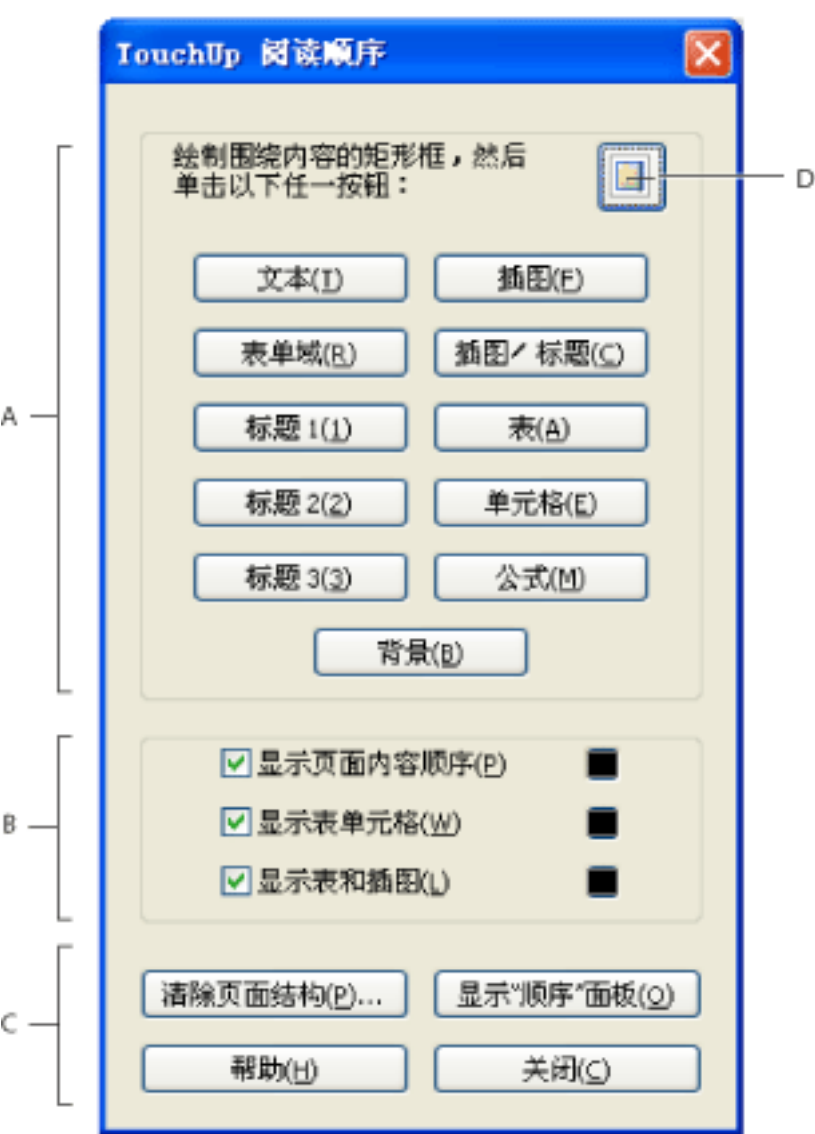 TouchUp 阅读顺序
绘制围绕内容的矩形框，然后
单击以下任一按钮：
D
文本(T) 插图(F)
表单域(R) 插图/标题(C)
A
标题 1(1) 表(A)
标题 2(2) 单元格(E)
标题 3(3) 公式(M)
背景(B)
显示页面内容顺序(P)
B
显示表单元格(W)
显示表和插图(L)
清除页面结构(P)... 显示“顺序”面板(O)
C
帮助(H) 关闭(C)